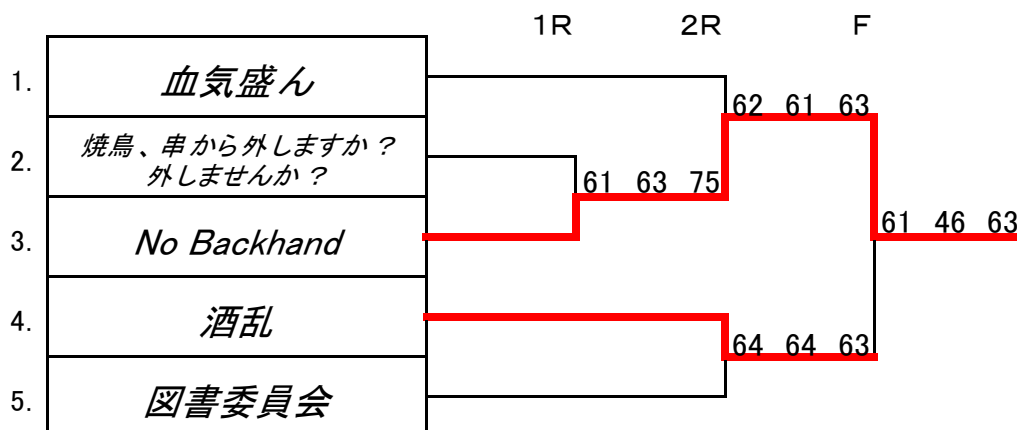 1R 2R F
1. 血気盛ん
62 61 63
2. 焼鳥、串から外しますか？
外しませんか？
61 63 75
3. No Backhand
61 46 63
4. 酒乱
64 64 63
5. 図書委員会